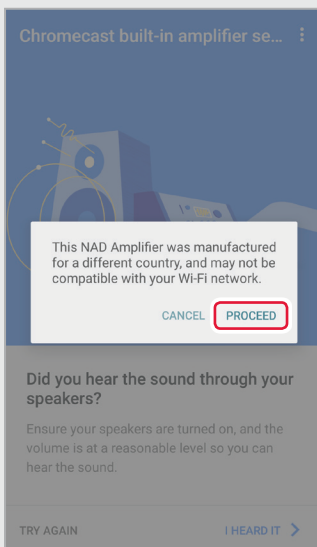 Chromecast built-in amplifier se...
This NAD Amplifier was manufactured
for a different country, and may not be
compatible with your Wi-Fi network.
CANCEL PROCEED
Did you hear the sound through your
speakers?
Ensure your speakers are turned on, and the
volume is at a reasonable level so you can
hear the sound.
TRY AGAIN I HEARD IT